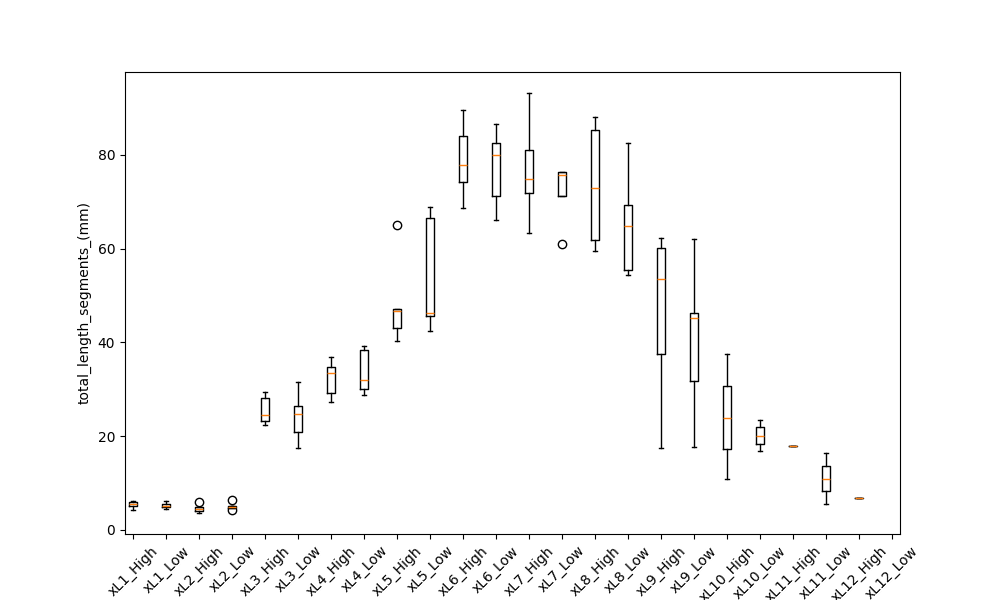 total_length_segments_(mm)
80
60
40
20
0
xL1_High
xL1_Low
xL2_High
xL2_Low
xL3_High
xL3_Low
xL4_High
xL4_Low
xL5_High
xL5_Low
xL6_High
xL6_Low
xL7_High
xL7_Low
xL8_High
xL8_Low
xL9_High
xL9_Low
xL10_High
xL10_Low
xL11_High
xL11_Low
xL12_High
xL12_Low